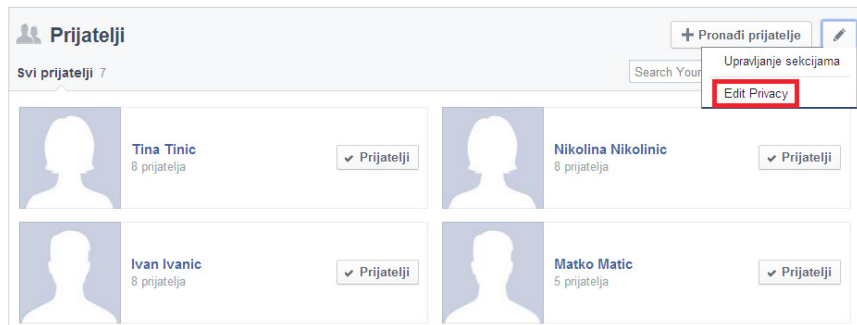 Prijatelji
+ Pronađi prijatelje
Svi prijatelji 7
Search Your
Upravljanje sekcijama
Edit Privacy
Tina Tinic
8 prijatelja
Prijatelji
Nikolina Nikolinic
8 prijatelja
Prijatelji
Ivan Ivanic
8 prijatelja
Prijatelji
Matko Matic
5 prijatelja
Prijatelji